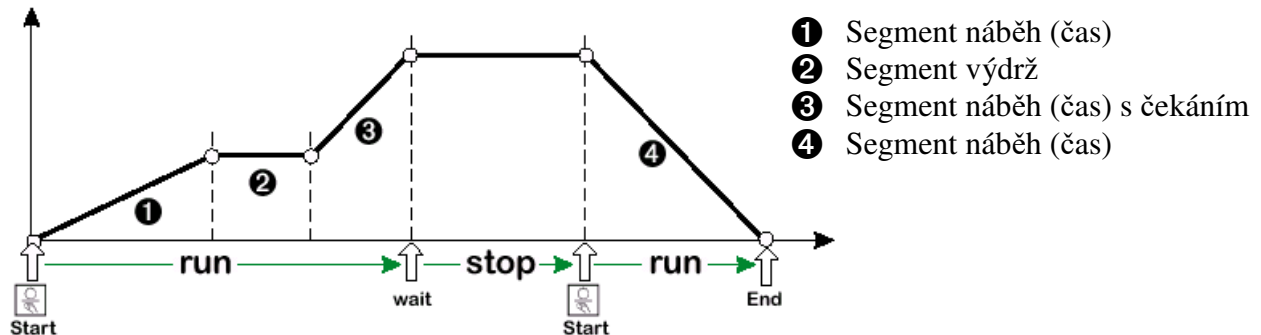 ❶ Segment náběh (čas)
❷ Segment výdrž
❸ Segment náběh (čas) s čekáním
❹ Segment náběh (čas)
❶
❷
❸
❹
run stop run
wait End
Start Start